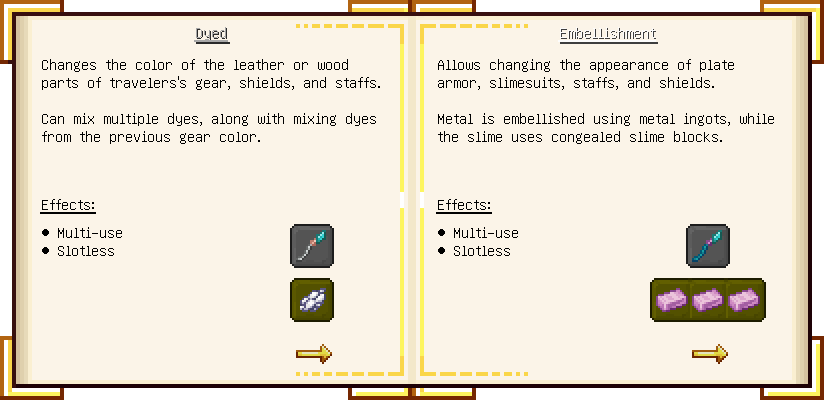 Dyed
Changes the color of the leather or wood
parts of travelers's gear, shields, and staffs.
Can mix multiple dyes, along with mixing dyes
from the previous gear color.
Effects:
● Multi-use
● Slotless
Embellishment
Allows changing the appearance of plate
armor, slimesuits, staffs, and shields.
Metal is embellished using metal ingots, while
the slime uses congealed slime blocks.
Effects:
● Multi-use
● Slotless